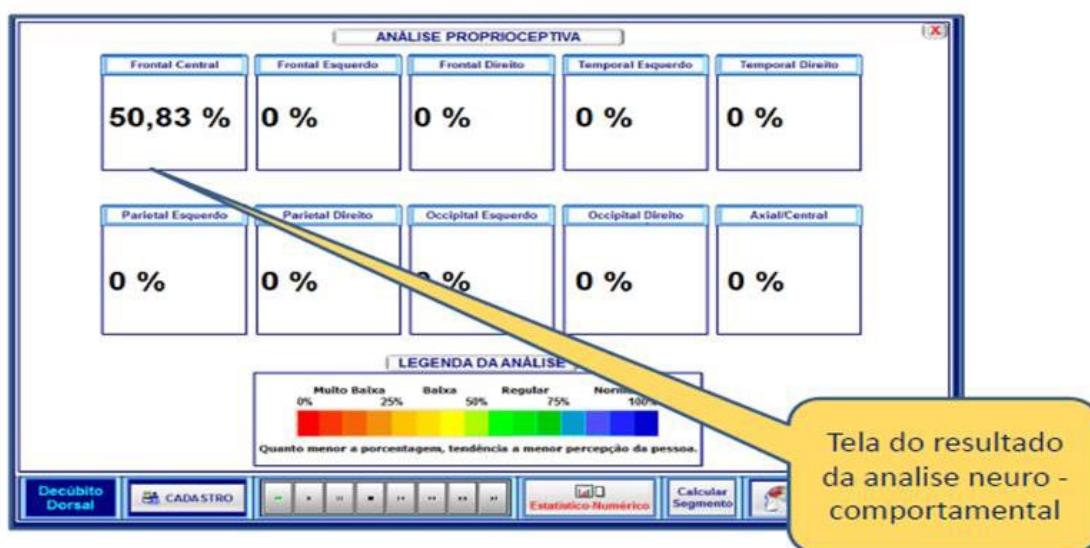 ANÁLISE PROPRIOCEPTIVA
X
Frontal Central
Frontal Esquerdo
Frontal Direito
Temporal Esquerdo
Temporal Direito
50,83 %
0 %
0 %
0 %
0 %
Parietal Esquerdo
Parietal Direito
Occipital Esquerdo
Occipital Direito
Axial/Central
0 %
0 %
%
0 %
0 %
LEGENDA DA ANÁLISE
Muito Baixa
Baixa
Regular
0%
25%
50%
75%
100%
Quanto menor a porcentagem, tendência a menor percepção da pessoa.
Decúbito
Dorsal
CADASTRO
Estatístico-Numérico
Calcular
Segmento
Tela do resultado
da analise neuro -
comportamental